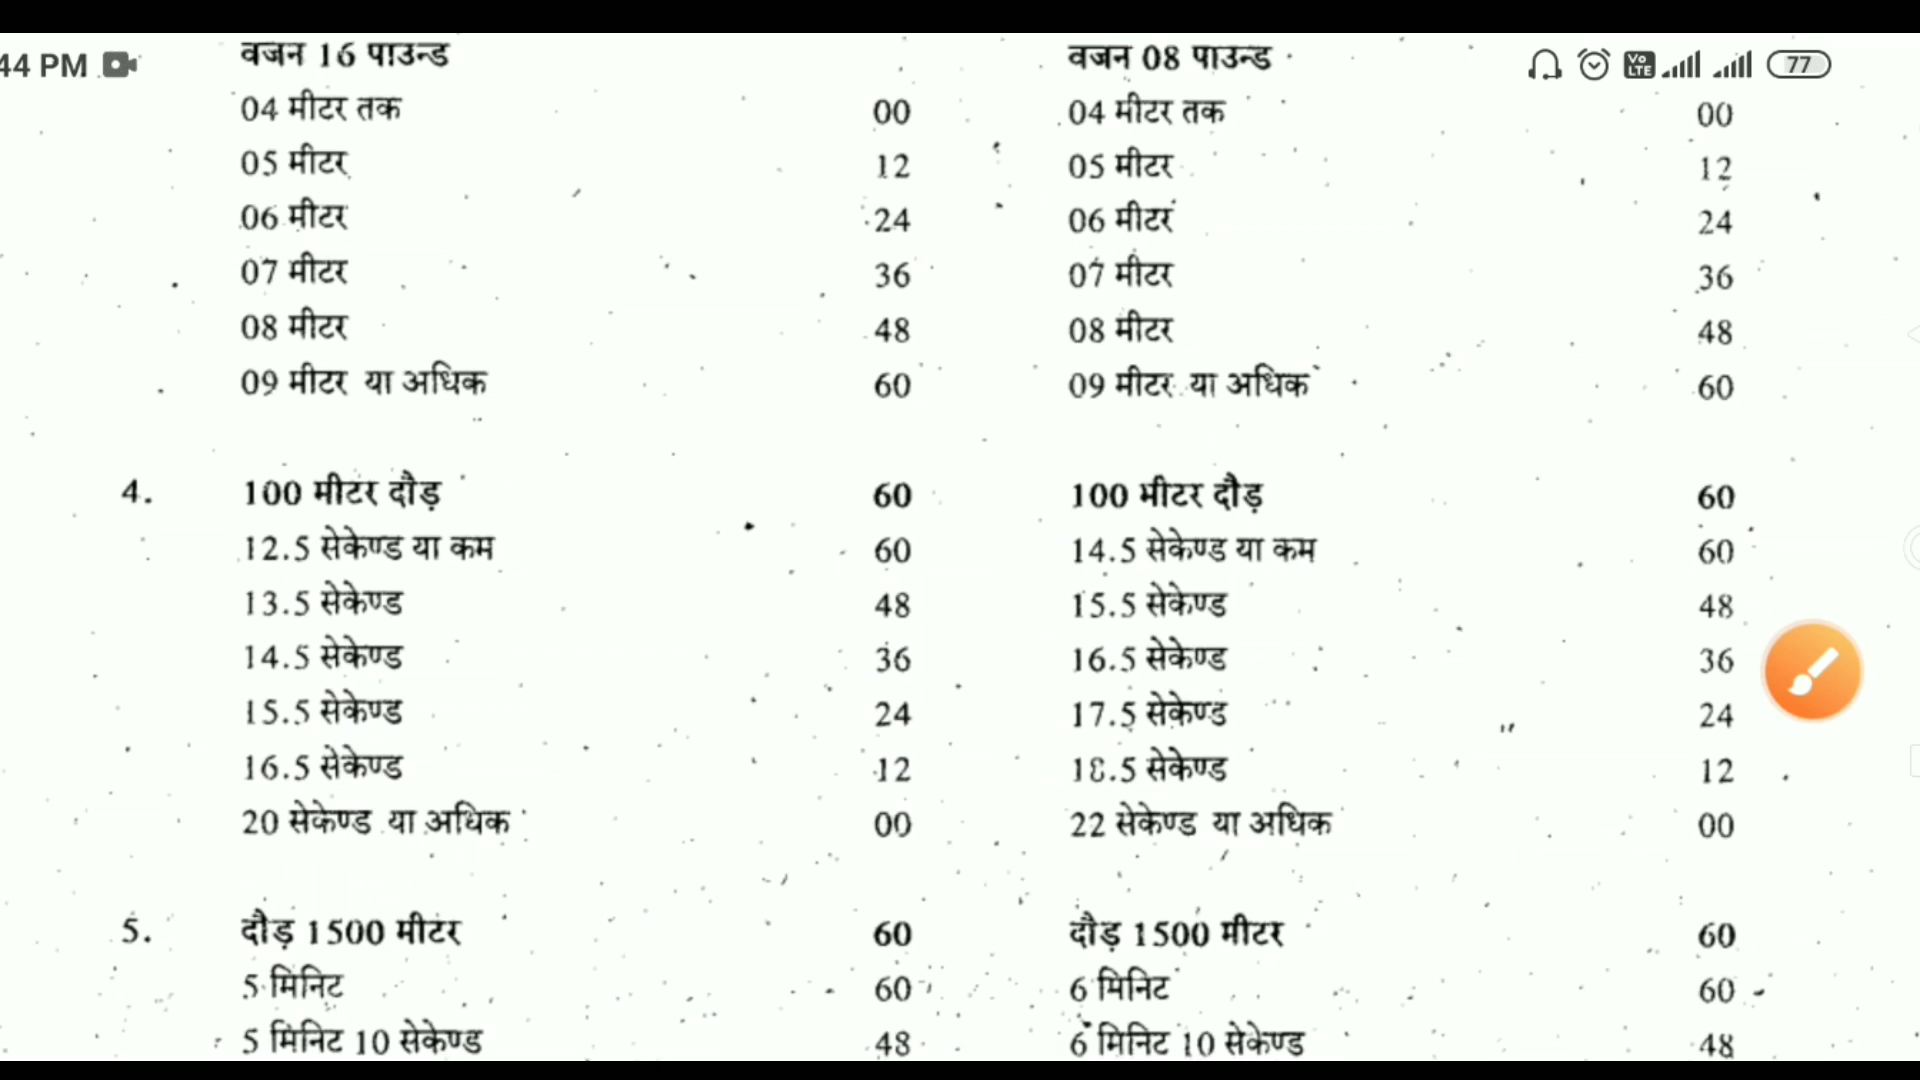 44 PM
77
वजन 16 पाउन्ड वजन 08 पाउन्ड
04 मीटर तक 00 04 मीटर तक 00
05 मीटर 12 05 मीटर 12
06 मीटर 24 06 मीटर 24
07 मीटर 36 07 मीटर 36
08 मीटर 48 08 मीटर 48
09 मीटर या अधिक 60 09 मीटर या अधिक 60
4. 100 मीटर दौड़ 60 100 मीटर दौड़ 60
12.5 सेकेण्ड या कम 60 14.5 सेकेण्ड या कम 60
13.5 सेकेण्ड 48 15.5 सेकेण्ड 48
14.5 सेकेण्ड 36 16.5 सेकेण्ड 36
15.5 सेकेण्ड 24 17.5 सेकेण्ड 24
16.5 सेकेण्ड 12 18.5 सेकेण्ड 12
20 सेकेण्ड या अधिक 00 22 सेकेण्ड या अधिक 00
5. दौड़ 1500 मीटर 60 दौड़ 1500 मीटर 60
5 मिनिट 60 6 मिनिट 60
5 मिनिट 10 सेकेण्ड 48 6 मिनिट 10 सेकेण्ड 48